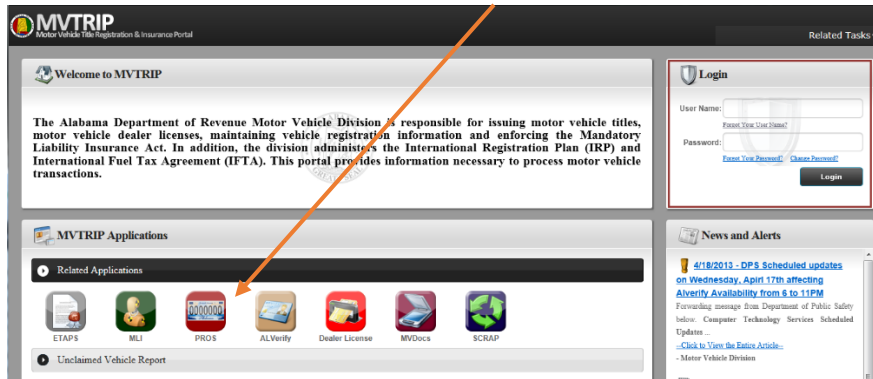 MVTRIP
Motor Vehicle Title Registration & Insurance Portal
Related Tasks
Welcome to MVTRIP
The Alabama Department of Revenue Motor Vehicle Division is responsible for issuing motor vehicle titles,
motor vehicle dealer licenses, maintaining vehicle registration information and enforcing the Mandatory
Liability Insurance Act. In addition, the division administers the International Registration Plan (IRP) and
International Fuel Tax Agreement (IFTA). This portal provides information necessary to process motor vehicle
transactions.
Login
User Name:
Forgot Your User Name?
Password:
Forgot Your Password? Change Password?
Login
MVTRIP Applications
Related Applications
ETAPS MLI PROS ALVerify Dealer License MVDocs SCRAP
Unclaimed Vehicle Report
News and Alerts
4/18/2013 - DPS Scheduled updates
on Wednesday, Apirl 17th affecting
Alverify Availability from 6 to 11PM
Forwarding message from Department of Public Safety
below. Computer Technology Services Scheduled
Updates ...
--Click to View the Entire Article--
- Motor Vehicle Division